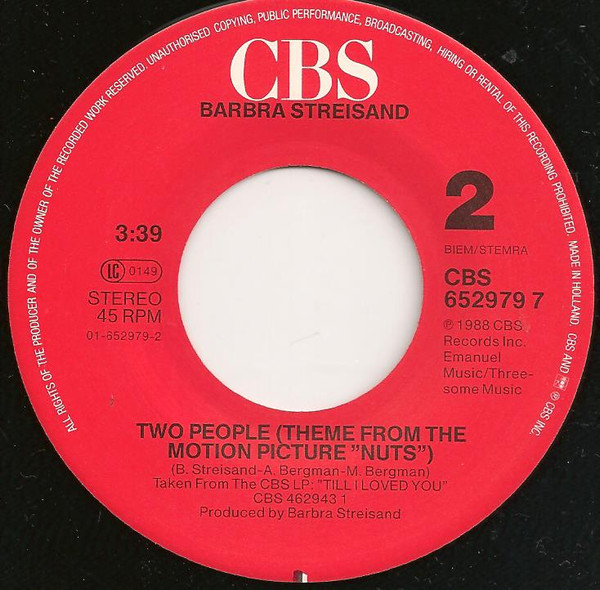 ALL RIGHTS OF THE PRODUCER AND OF THE OWNER OF THE RECORDED WORK RESERVED. UNAUTHORISED COPYING, PUBLIC PERFORMANCE, BROADCASTING, HIRING OR RENTAL OF THIS RECORDING PROHIBITED. MADE IN HOLLAND. CBS AND ℗ CBS INC.
CBS
BARBRA STREISAND
2
3:39
BIEM/STEMRA
LC 0149
CBS
652979 7
STEREO
45 RPM
01-652979-2
℗ 1988 CBS
Records Inc.
Emanuel
Music/Three-
some Music
TWO PEOPLE (THEME FROM THE
MOTION PICTURE "NUTS")
(B. Streisand-A. Bergman-M. Bergman)
Taken From The CBS LP: "TILL I LOVED YOU"
CBS 462943 1
Produced by Barbra Streisand